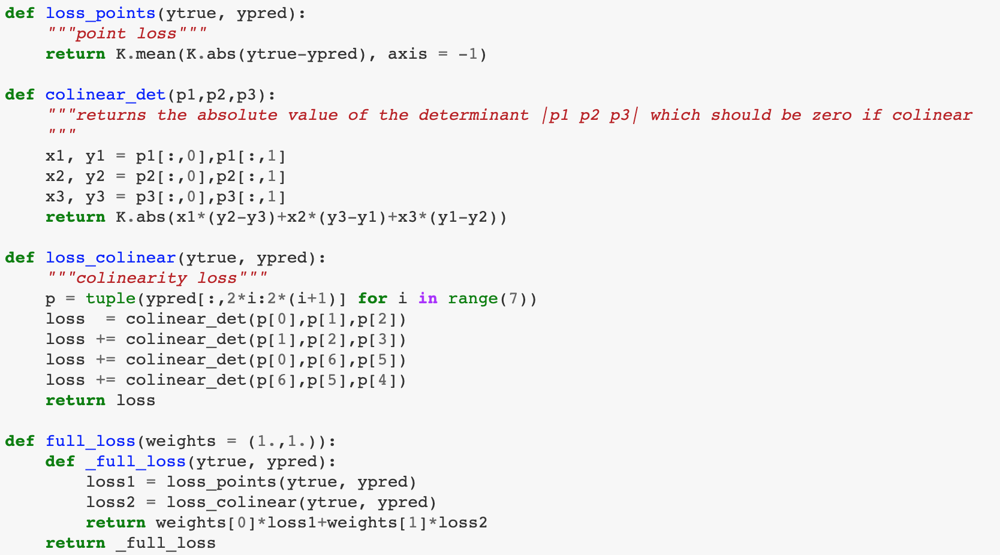 def loss_points(ytrue, ypred):
    """point loss"""
    return K.mean(K.abs(ytrue-ypred), axis = -1)

def colinear_det(p1,p2,p3):
    """returns the absolute value of the determinant |p1 p2 p3| which should be zero if colinear
    """
    x1, y1 = p1[:,0],p1[:,1]
    x2, y2 = p2[:,0],p2[:,1]
    x3, y3 = p3[:,0],p3[:,1]
    return K.abs(x1*(y2-y3)+x2*(y3-y1)+x3*(y1-y2))

def loss_colinear(ytrue, ypred):
    """colinearity loss"""
    p = tuple(ypred[:,2*i:2*(i+1)] for i in range(7))
    loss  = colinear_det(p[0],p[1],p[2])
    loss += colinear_det(p[1],p[2],p[3])
    loss += colinear_det(p[0],p[6],p[5])
    loss += colinear_det(p[6],p[5],p[4])
    return loss

def full_loss(weights = (1.,1.)):
    def _full_loss(ytrue, ypred):
        loss1 = loss_points(ytrue, ypred)
        loss2 = loss_colinear(ytrue, ypred)
        return weights[0]*loss1+weights[1]*loss2
    return _full_loss